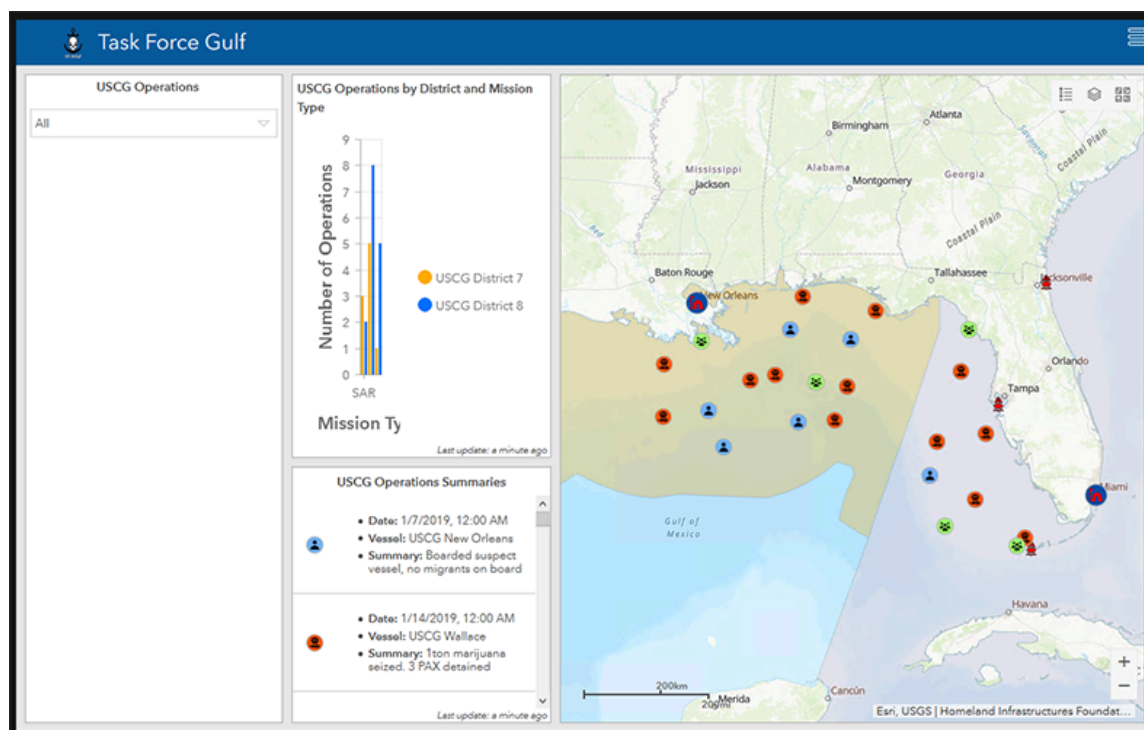 Task Force Gulf
USCG Operations
All
USCG Operations by District and Mission
Type
9
8
7
6
5
4
3
2
1
0
Number of Operations
SAR
Mission Ty
USCG District 7
USCG District 8
Last update: a minute ago
USCG Operations Summaries
• Date: 1/7/2019, 12:00 AM
• Vessel: USCG New Orleans
• Summary: Boarded suspect
vessel, no migrants on board
• Date: 1/14/2019, 12:00 AM
• Vessel: USCG Wallace
• Summary: 1ton marijuana
seized. 3 PAX detained
Last update: a minute ago
Birmingham
Atlanta
Savannah
Coastal Plain
Mississippi
Alabama
Georgia
Jackson
Montgomery
Coastal Plain
Red
Baton Rouge
Tallahassee
Jacksonville
New Orleans
Orlando
Tampa
Miami
Gulf of
Mexico
Havana
200km
Merida
Cancún
Esri, USGS | Homeland Infrastructures Foundat...
+
−